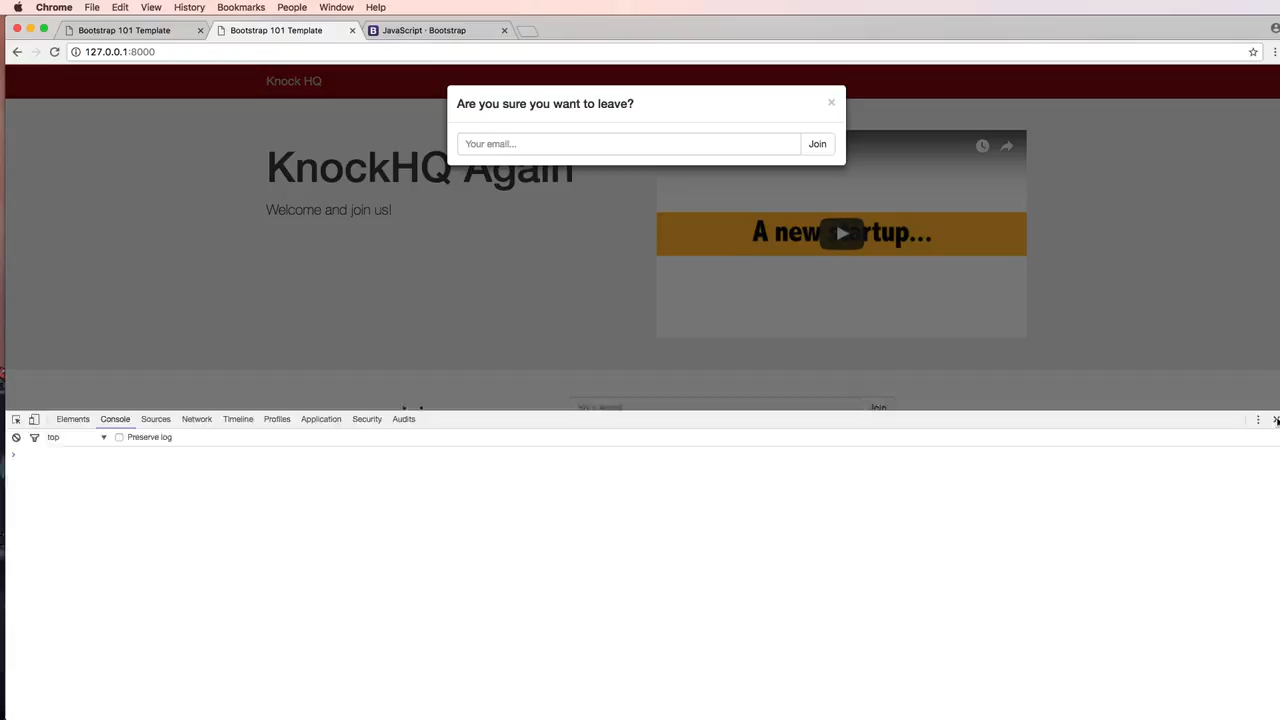 Chrome File Edit View History Bookmarks People Window Help
Bootstrap 101 Template Bootstrap 101 Template JavaScript · Bootstrap
127.0.0.1:8000
Knock HQ
Are you sure you want to leave? ×
Your email... Join
KnockHQ Again
Welcome and join us!
A new startup...
Join
Elements Console Sources Network Timeline Profiles Application Security Audits
top Preserve log